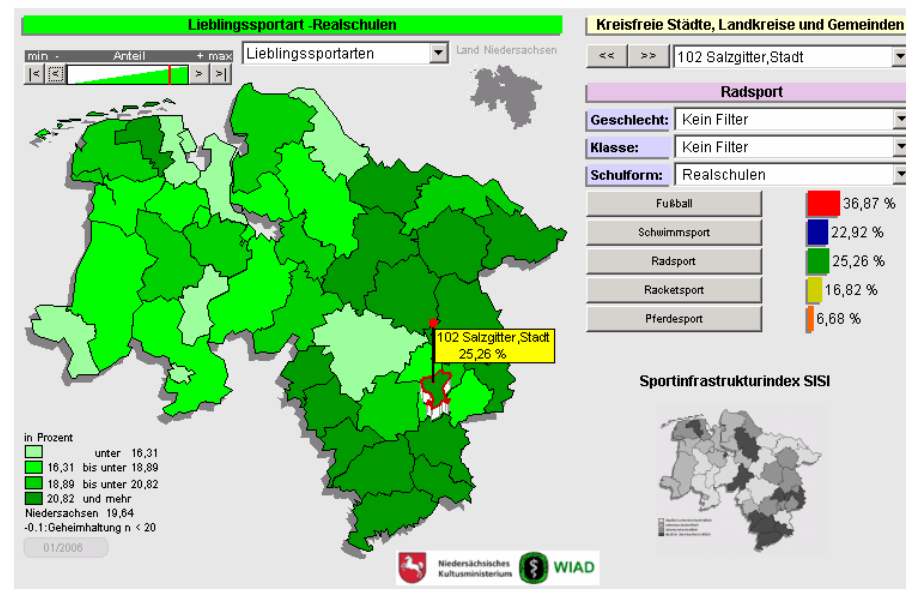 Lieblingssportart -Realschulen
min - Anteil + max
|< < > >|
Lieblingssportarten
Land Niedersachsen
102 Salzgitter,Stadt
25,26 %
in Prozent
unter 16,31
16,31 bis unter 18,89
18,89 bis unter 20,82
20,82 und mehr
Niedersachsen 19,64
-0.1:Geheimhaltung n < 20
01/2006
Niedersächsisches
Kultusministerium
WIAD
Kreisfreie Städte, Landkreise und Gemeinden
<< >> 102 Salzgitter,Stadt
Radsport
Geschlecht: Kein Filter
Klasse: Kein Filter
Schulform: Realschulen
Fußball 36,87 %
Schwimmsport 22,92 %
Radsport 25,26 %
Racketsport 16,82 %
Pferdesport 6,68 %
Sportinfrastrukturindex SISI